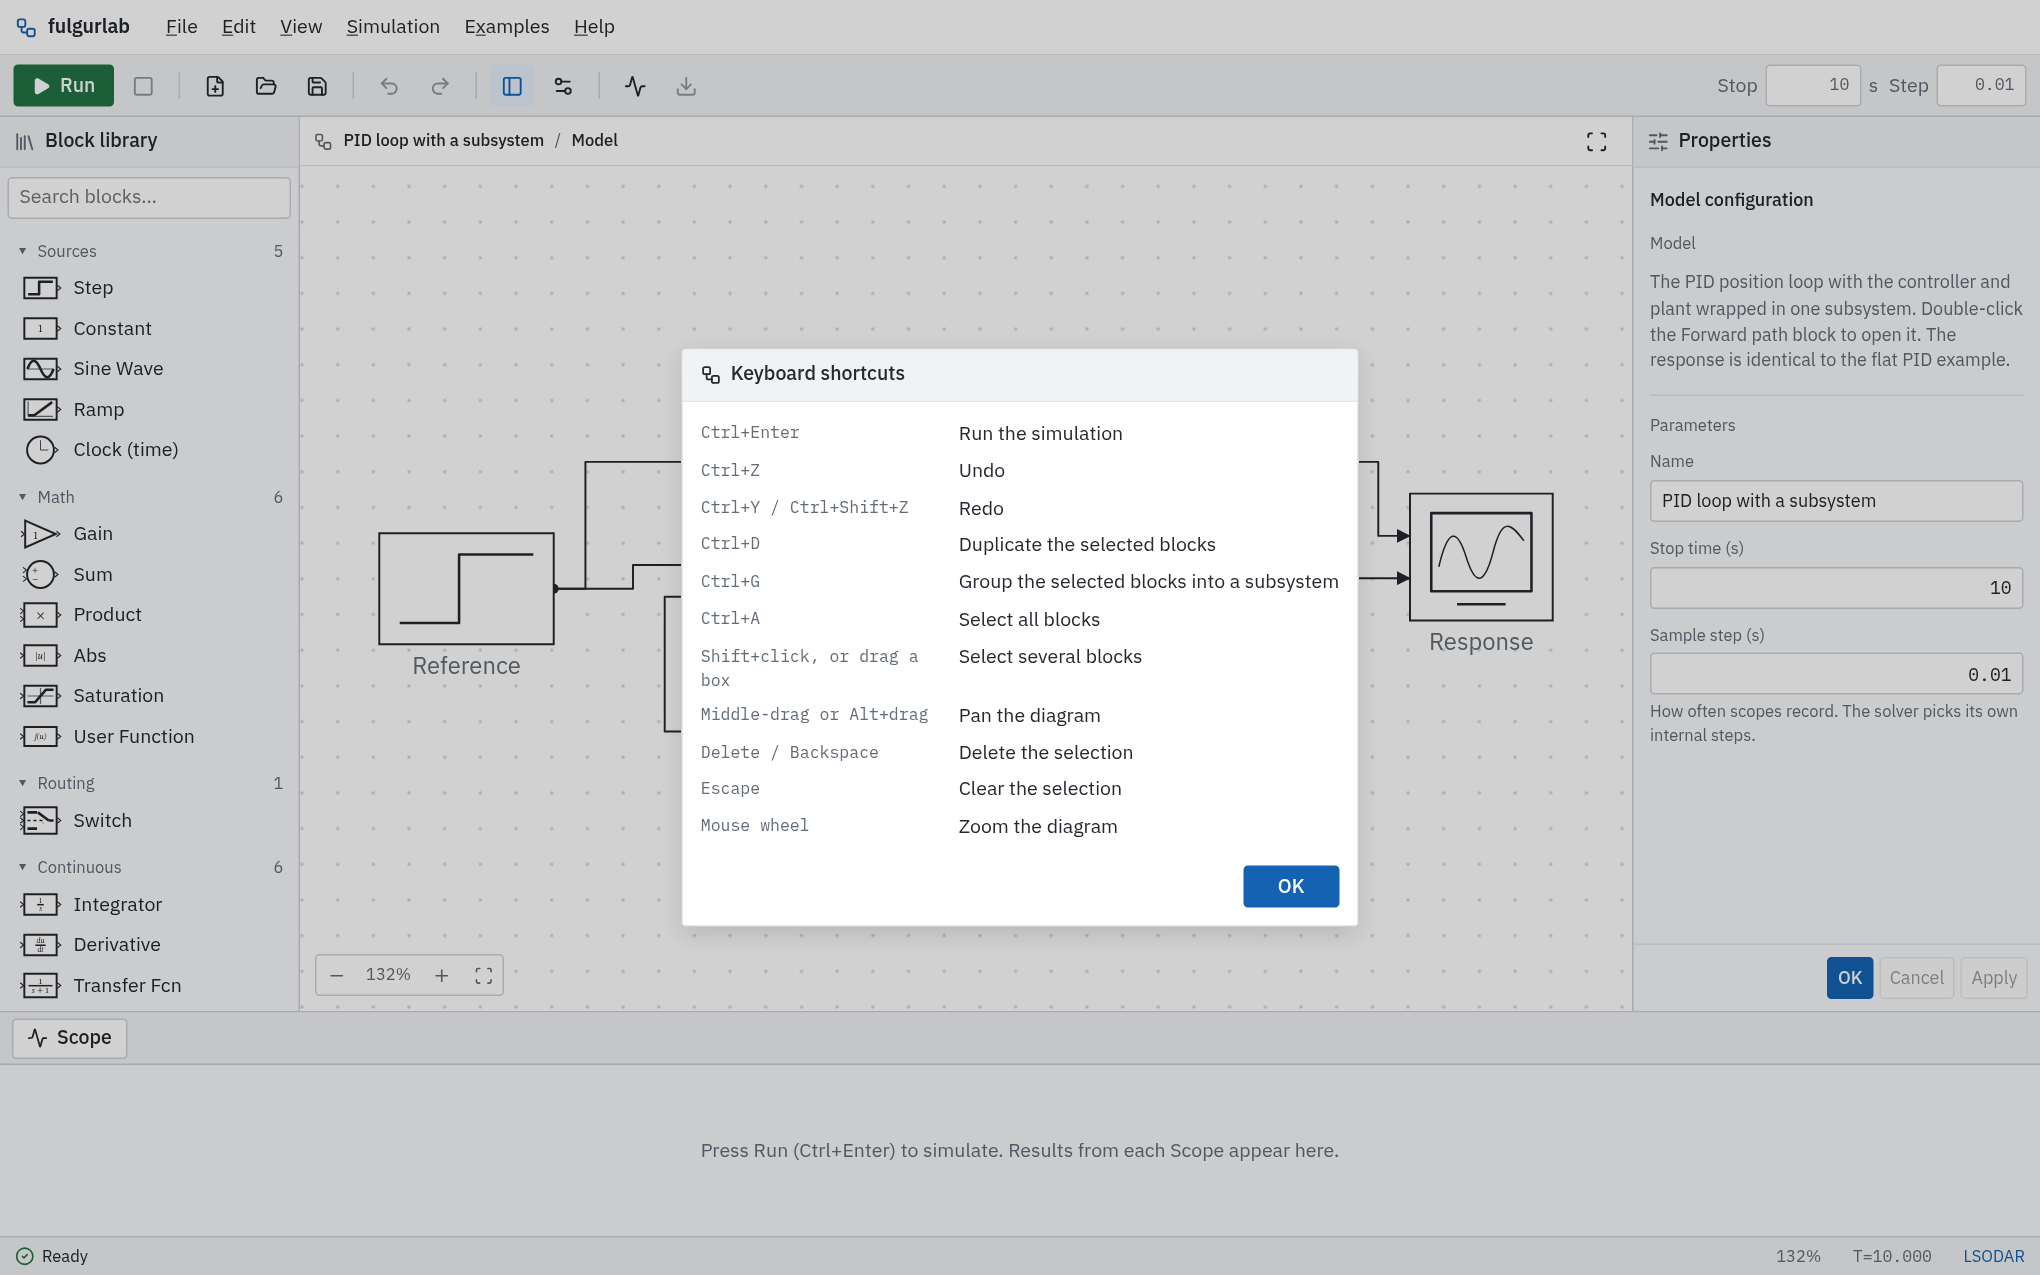 fulgurlab File Edit View Simulation Examples Help
Run Stop 10 s Step 0.01
Block library
Search blocks...
Sources 5
Step
1 Constant
Sine Wave
Ramp
Clock (time)
Math 6
1 Gain
+ − Sum
× Product
|u| Abs
Saturation
f(u) User Function
Routing 1
Switch
Continuous 6
1/s Integrator
du/dt Derivative
1/s+1 Transfer Fcn
PID loop with a subsystem / Model
Reference
Response
− 132% +
Keyboard shortcuts
Ctrl+Enter Run the simulation
Ctrl+Z Undo
Ctrl+Y / Ctrl+Shift+Z Redo
Ctrl+D Duplicate the selected blocks
Ctrl+G Group the selected blocks into a subsystem
Ctrl+A Select all blocks
Shift+click, or drag a Select several blocks
box
Middle-drag or Alt+drag Pan the diagram
Delete / Backspace Delete the selection
Escape Clear the selection
Mouse wheel Zoom the diagram
OK
Properties
Model configuration
Model
The PID position loop with the controller and
plant wrapped in one subsystem. Double-click
the Forward path block to open it. The
response is identical to the flat PID example.
Parameters
Name
PID loop with a subsystem
Stop time (s)
10
Sample step (s)
0.01
How often scopes record. The solver picks its own
internal steps.
OK Cancel Apply
Scope
Press Run (Ctrl+Enter) to simulate. Results from each Scope appear here.
Ready 132% T=10.000 LSODAR